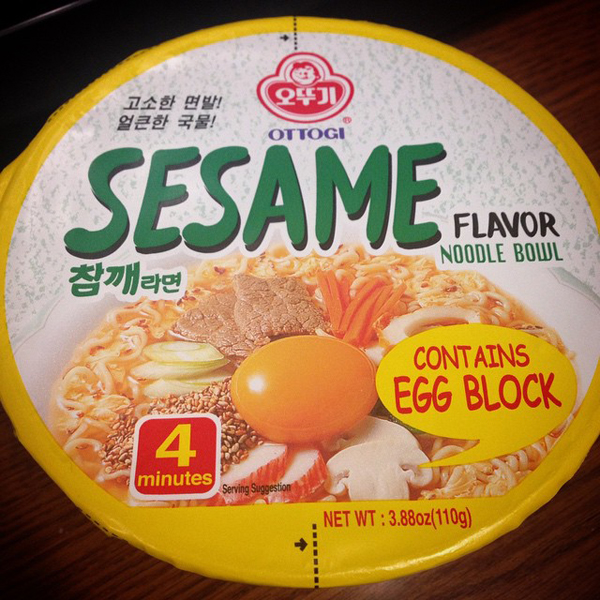 고소한 면발!
얼큰한 국물!
오뚜기
®
OTTOGI
SESAME
FLAVOR
NOODLE BOWL
참깨라면
CONTAINS
EGG BLOCK
4
minutes
Serving Suggestion
NET WT : 3.88oz(110g)